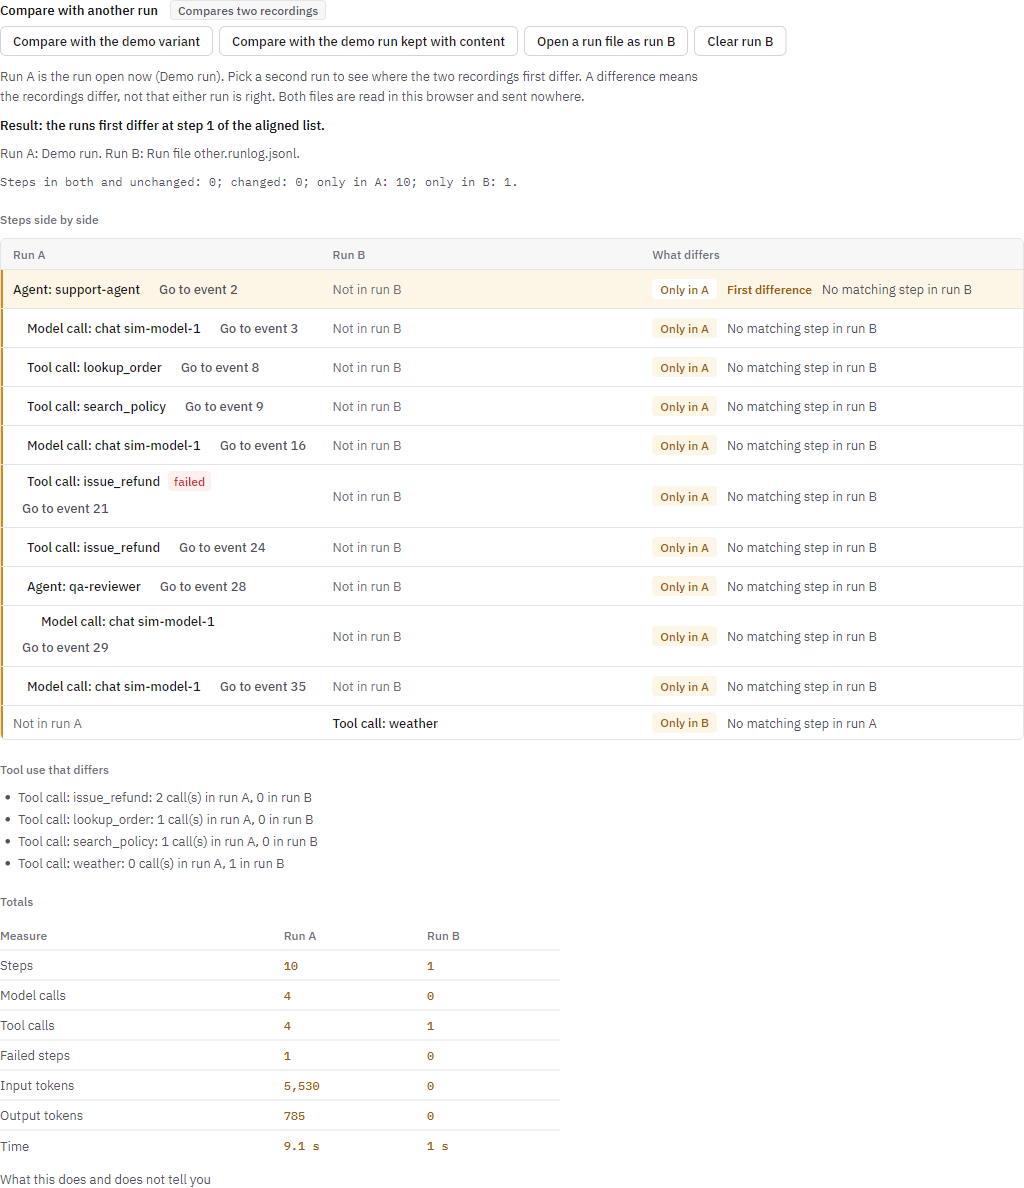 Compare with another run Compares two recordings
Compare with the demo variant Compare with the demo run kept with content Open a run file as run B Clear run B
Run A is the run open now (Demo run). Pick a second run to see where the two recordings first differ. A difference means
the recordings differ, not that either run is right. Both files are read in this browser and sent nowhere.
Result: the runs first differ at step 1 of the aligned list.
Run A: Demo run. Run B: Run file other.runlog.jsonl.
Steps in both and unchanged: 0; changed: 0; only in A: 10; only in B: 1.
Steps side by side
Run A Run B What differs
Agent: support-agent Go to event 2 Not in run B Only in A First difference No matching step in run B
Model call: chat sim-model-1 Go to event 3 Not in run B Only in A No matching step in run B
Tool call: lookup_order Go to event 8 Not in run B Only in A No matching step in run B
Tool call: search_policy Go to event 9 Not in run B Only in A No matching step in run B
Model call: chat sim-model-1 Go to event 16 Not in run B Only in A No matching step in run B
Tool call: issue_refund failed
Go to event 21 Not in run B Only in A No matching step in run B
Tool call: issue_refund Go to event 24 Not in run B Only in A No matching step in run B
Agent: qa-reviewer Go to event 28 Not in run B Only in A No matching step in run B
Model call: chat sim-model-1
Go to event 29 Not in run B Only in A No matching step in run B
Model call: chat sim-model-1 Go to event 35 Not in run B Only in A No matching step in run B
Not in run A Tool call: weather Only in B No matching step in run A
Tool use that differs
• Tool call: issue_refund: 2 call(s) in run A, 0 in run B
• Tool call: lookup_order: 1 call(s) in run A, 0 in run B
• Tool call: search_policy: 1 call(s) in run A, 0 in run B
• Tool call: weather: 0 call(s) in run A, 1 in run B
Totals
Measure Run A Run B
Steps 10 1
Model calls 4 0
Tool calls 4 1
Failed steps 1 0
Input tokens 5,530 0
Output tokens 785 0
Time 9.1 s 1 s
What this does and does not tell you